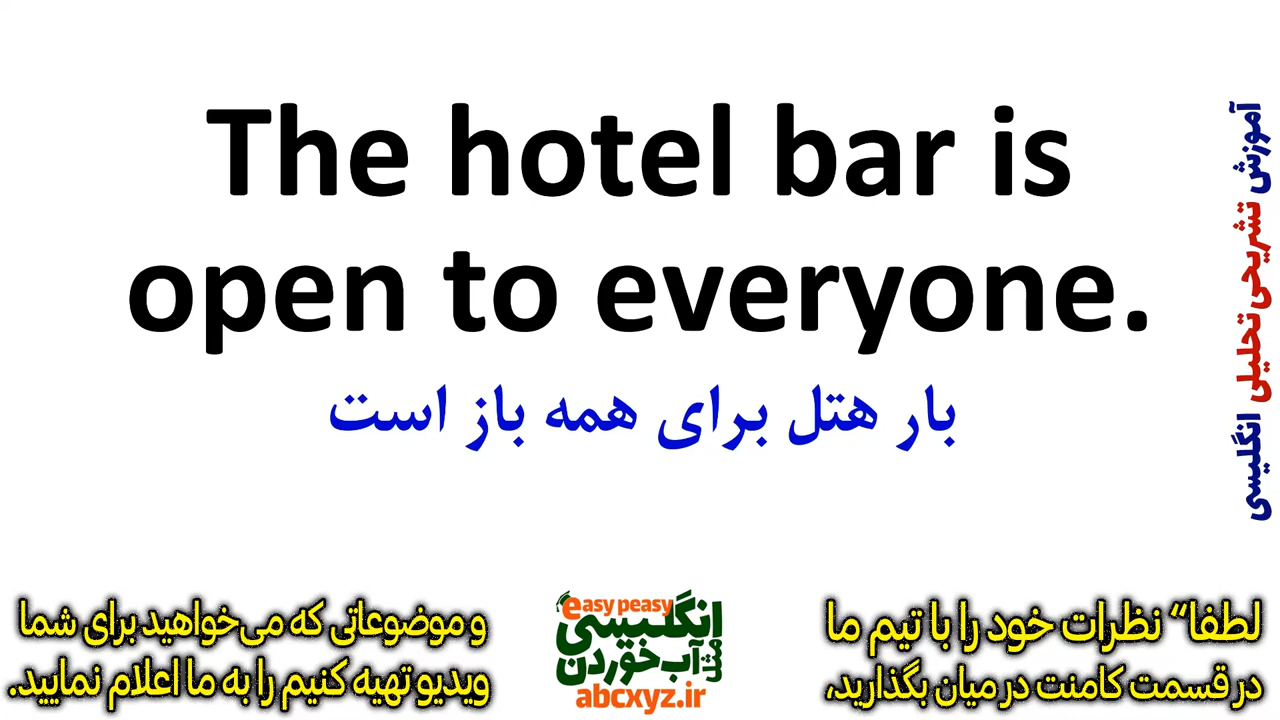 The hotel bar is
open to everyone.
بار هتل برای همه باز است
آموزش تشریحی تحلیلی انگلیسی
لطفا“ نظرات خود را با تیم ما
در قسمت کامنت در میان بگذارید،
easy peasy
انگلیسی
مثل آب خوردن
abcxyz.ir
و موضوعاتی که می‌خواهید برای شما
ویدیو تهیه کنیم را به ما اعلام نمایید.